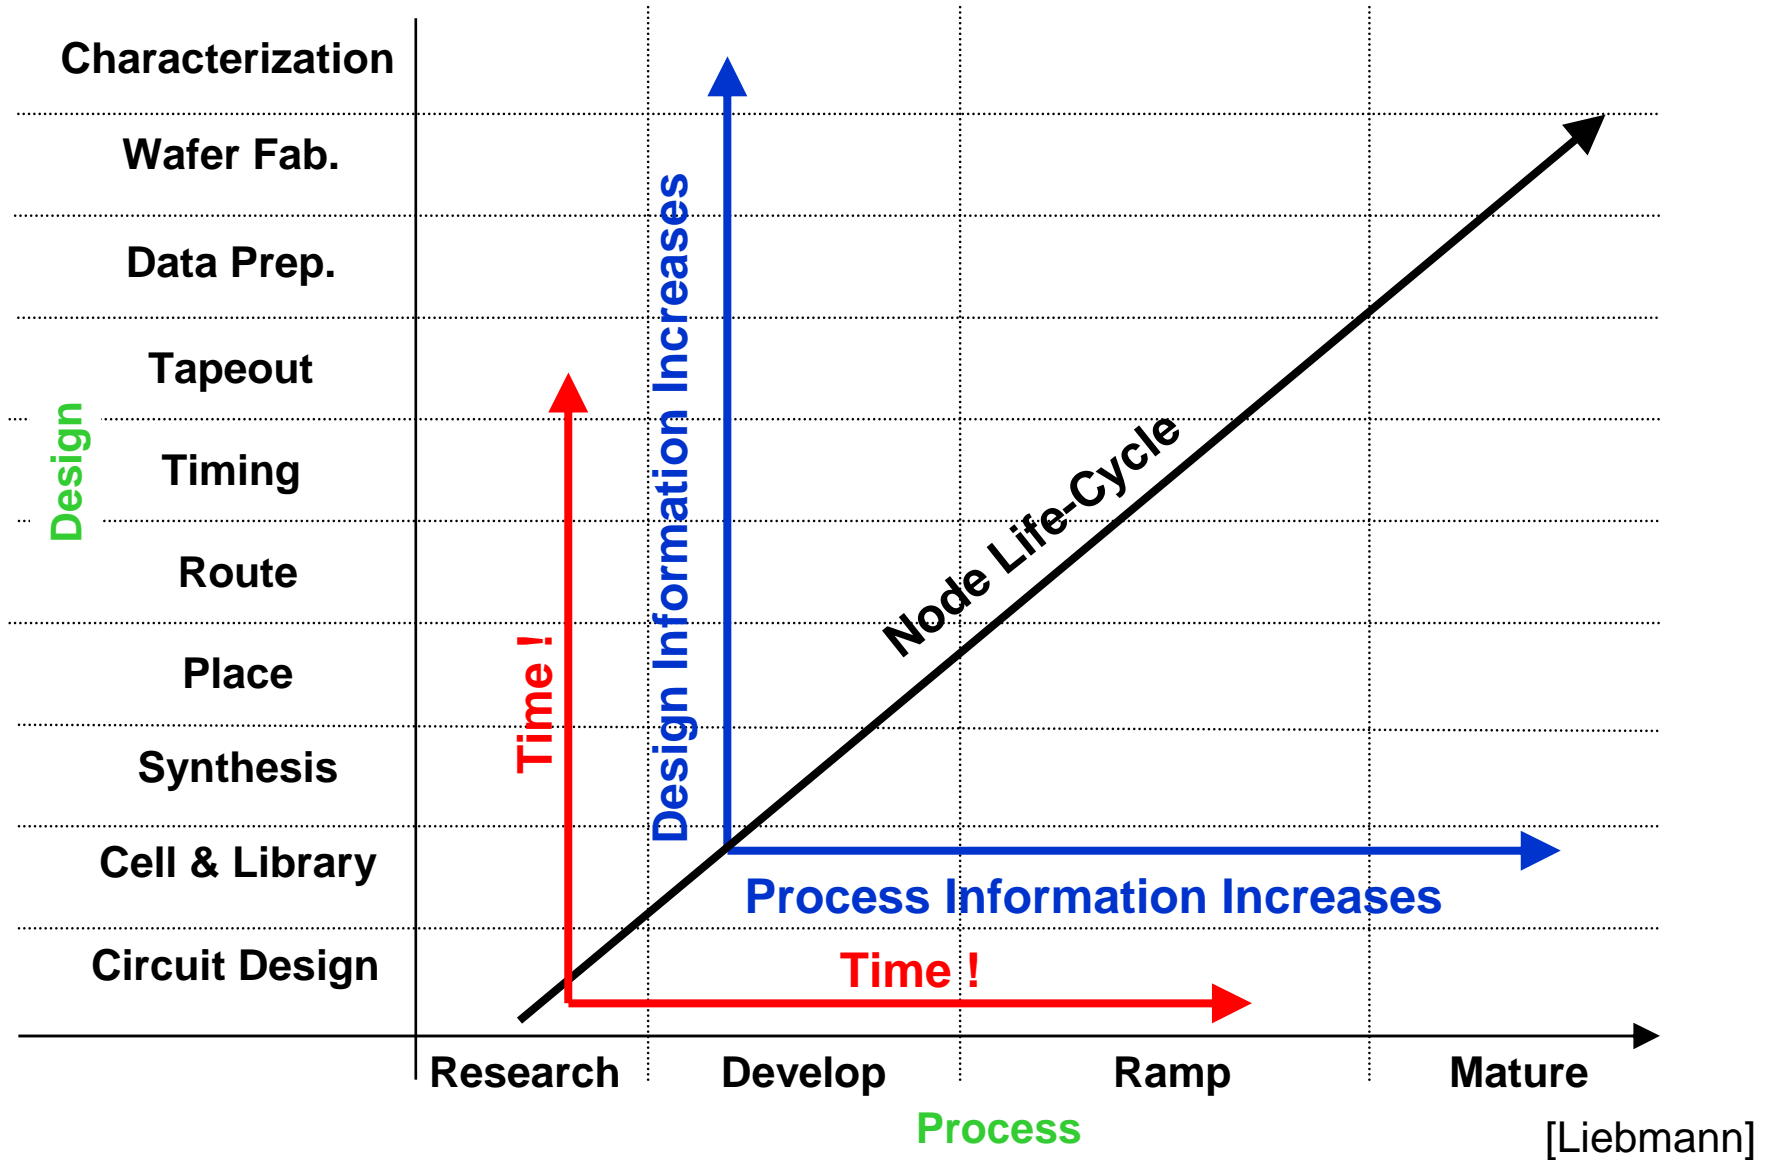 Characterization
Wafer Fab.
Data Prep.
Tapeout
Timing
Route
Place
Synthesis
Cell & Library
Circuit Design
Design
Time !
Design Information Increases
Node Life-Cycle
Process Information Increases
Time !
Research
Develop
Ramp
Mature
Process
[Liebmann]